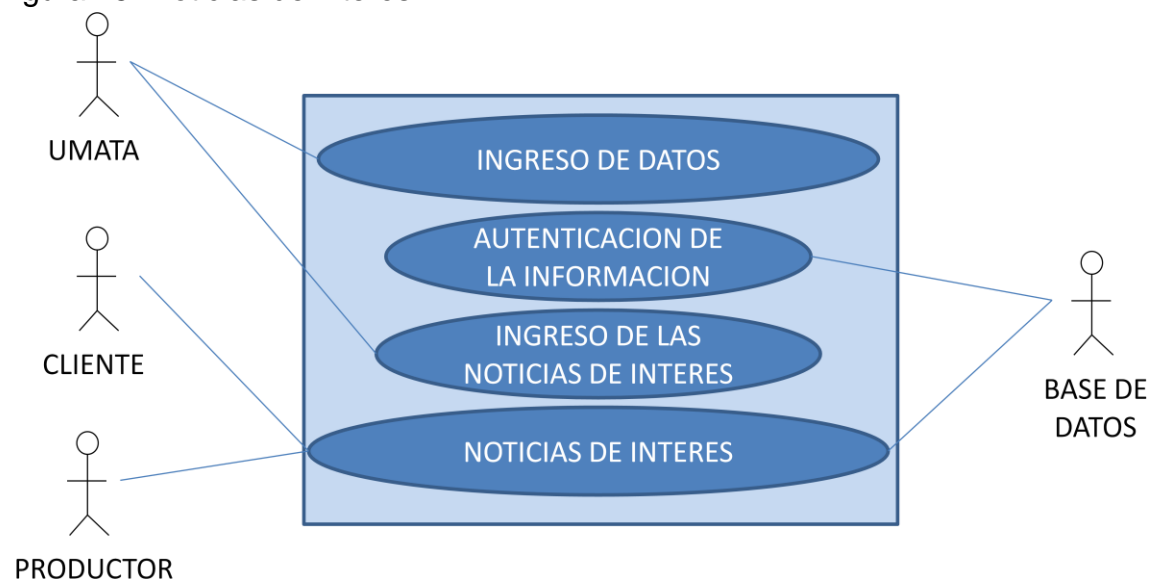 UMATA
INGRESO DE DATOS
AUTENTICACION DE
LA INFORMACION
CLIENTE
INGRESO DE LAS
NOTICIAS DE INTERES
BASE DE
DATOS
NOTICIAS DE INTERES
PRODUCTOR